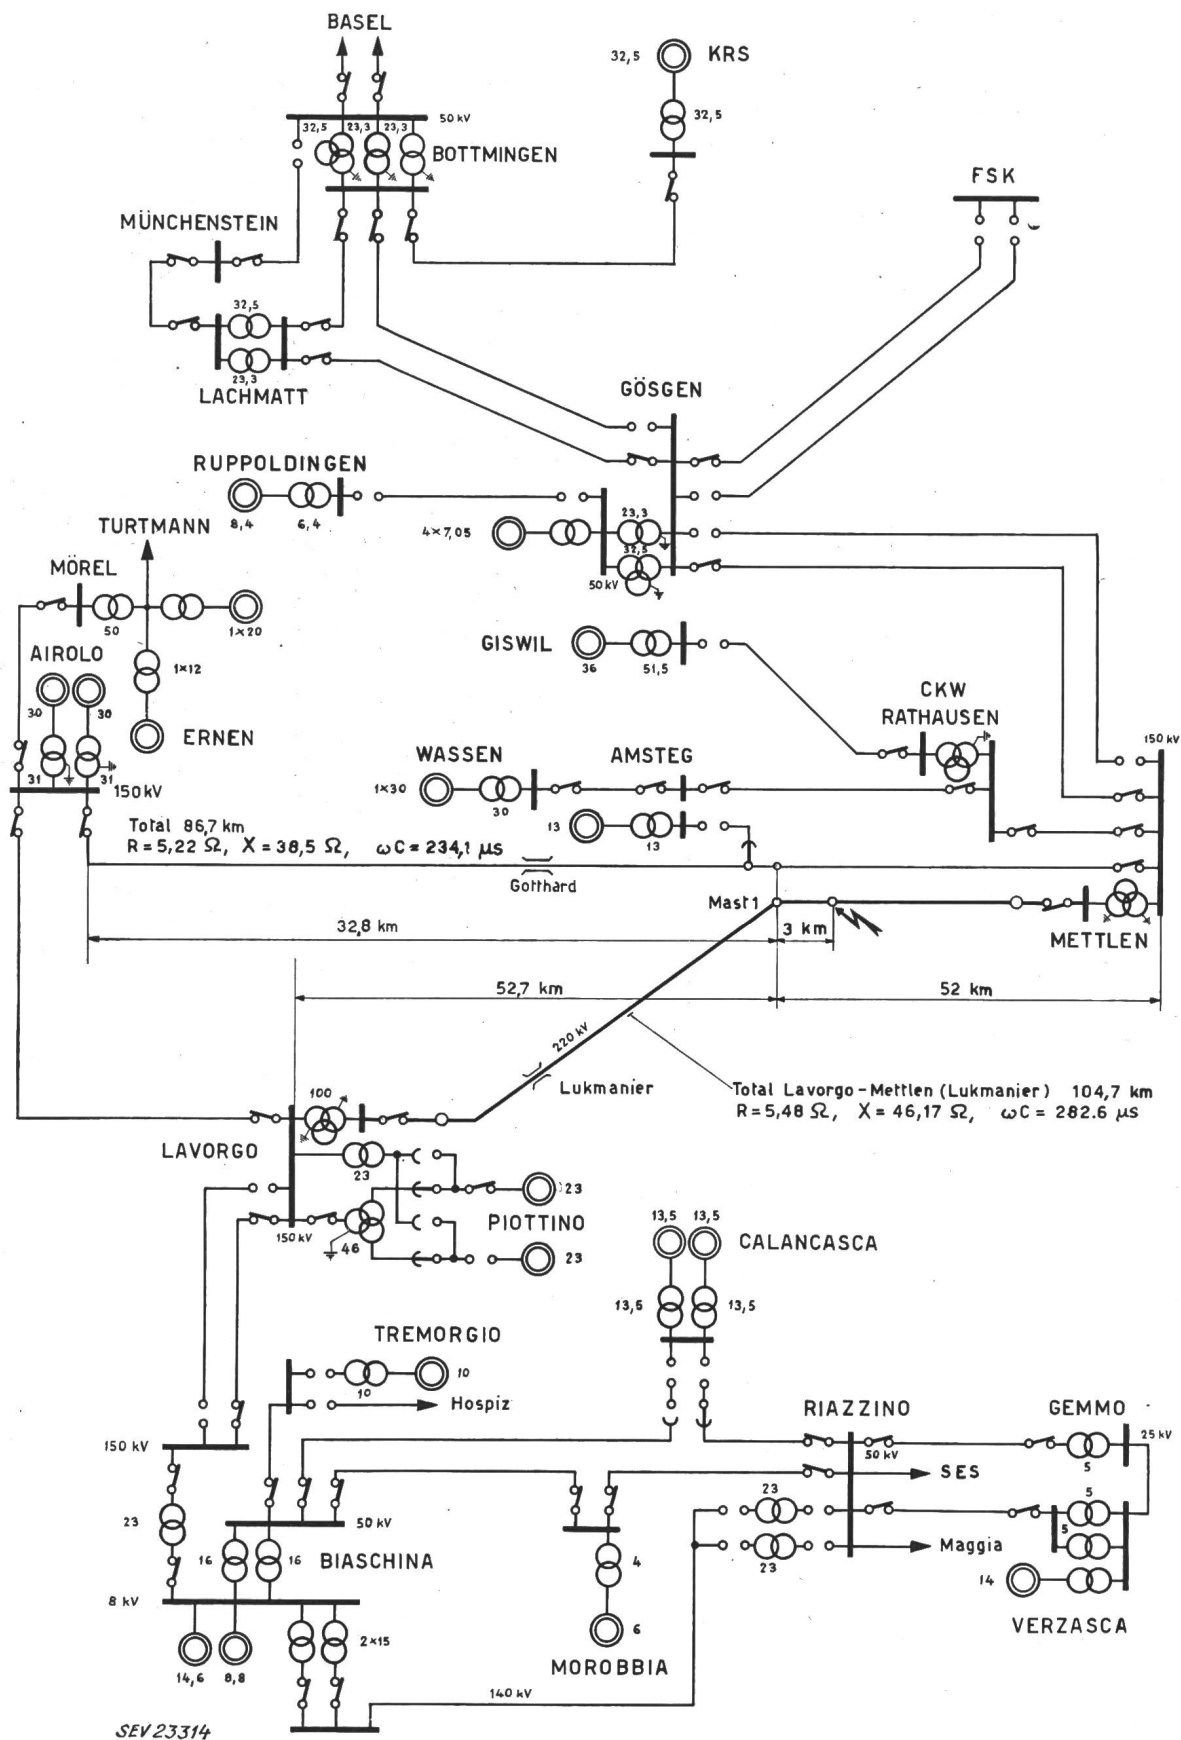 BASEL
32,5
KRS
50 kV
32,5
23,3
23,3
32,5
BOTTMINGEN
FSK
MÜNCHENSTEIN
32,5
23,3
LACHMATT
GÖSGEN
RUPPOLDINGEN
8,4
6,4
TURTMANN
4×7,05
23,3
32,5
50 kV
MÖREL
50
1×20
GISWIL
36
51,5
AIROLO
1×12
30
30
ERNEN
CKW
RATHAUSEN
150 kV
WASSEN
AMSTEG
31
31
150 kV
1×30
30
13
13
Total 86,7 km
R = 5,22 Ω, X = 38,5 Ω, ωC = 234,1 µs
Gotthard
Mast 1
32,8 km
3 km
METTLEN
52,7 km
52 km
220 kV
Lukmanier
Total Lavorgo – Mettlen (Lukmanier) 104,7 km
R = 5,48 Ω, X = 46,17 Ω, ωC = 282.6 µs
100
LAVORGO
23
23
PIOTTINO
150 kV
46
23
13,5
13,5
CALANCASCA
13,5
13,5
TREMORGIO
10
10
Hospiz
RIAZZINO
GEMMO
150 kV
50 kV
25 kV
5
SES
23
23
5
5
50 kV
16
16
BIASCHINA
4
23
Maggia
14
8 kV
VERZASCA
14,6
8,8
2×15
6
MOROBBIA
140 kV
SEV 23314